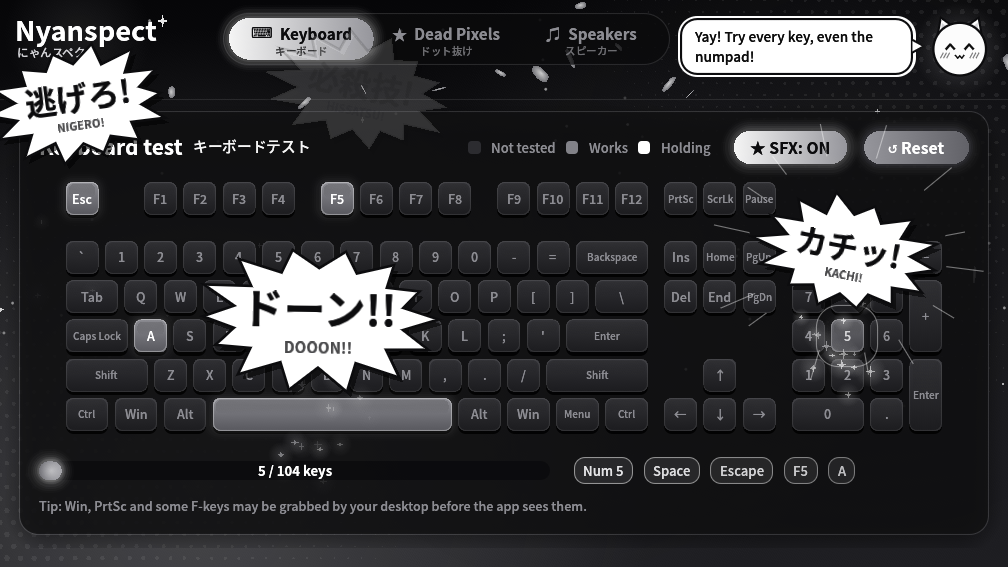 Nyanspect
にゃんスペク
⌨ Keyboard
キーボード
★ Dead Pixels
ドット抜け
♫ Speakers
スピーカー
Yay! Try every key, even the
numpad!
逃げろ!
NIGERO!
必殺技!
Keyboard test キーボードテスト
Not tested Works Holding
★ SFX: ON
↺ Reset
Esc F1 F2 F3 F4 F5 F6 F7 F8 F9 F10 F11 F12 PrtSc ScrLk Pause
カチッ!
KACHI!
` 1 2 3 4 5 6 7 8 9 0 - = Backspace Ins Home PgUp -
ドーン!!
DOOON!!
Tab Q W O P [ ] \ Del End PgDn 7 +
Caps Lock A S K L ; ' Enter 4 5 6
Shift Z X C N M , . / Shift ↑ 1 2 3 Enter
Ctrl Win Alt Alt Win Menu Ctrl ← ↓ → 0 .
5 / 104 keys
Num 5 Space Escape F5 A
Tip: Win, PrtSc and some F-keys may be grabbed by your desktop before the app sees them.